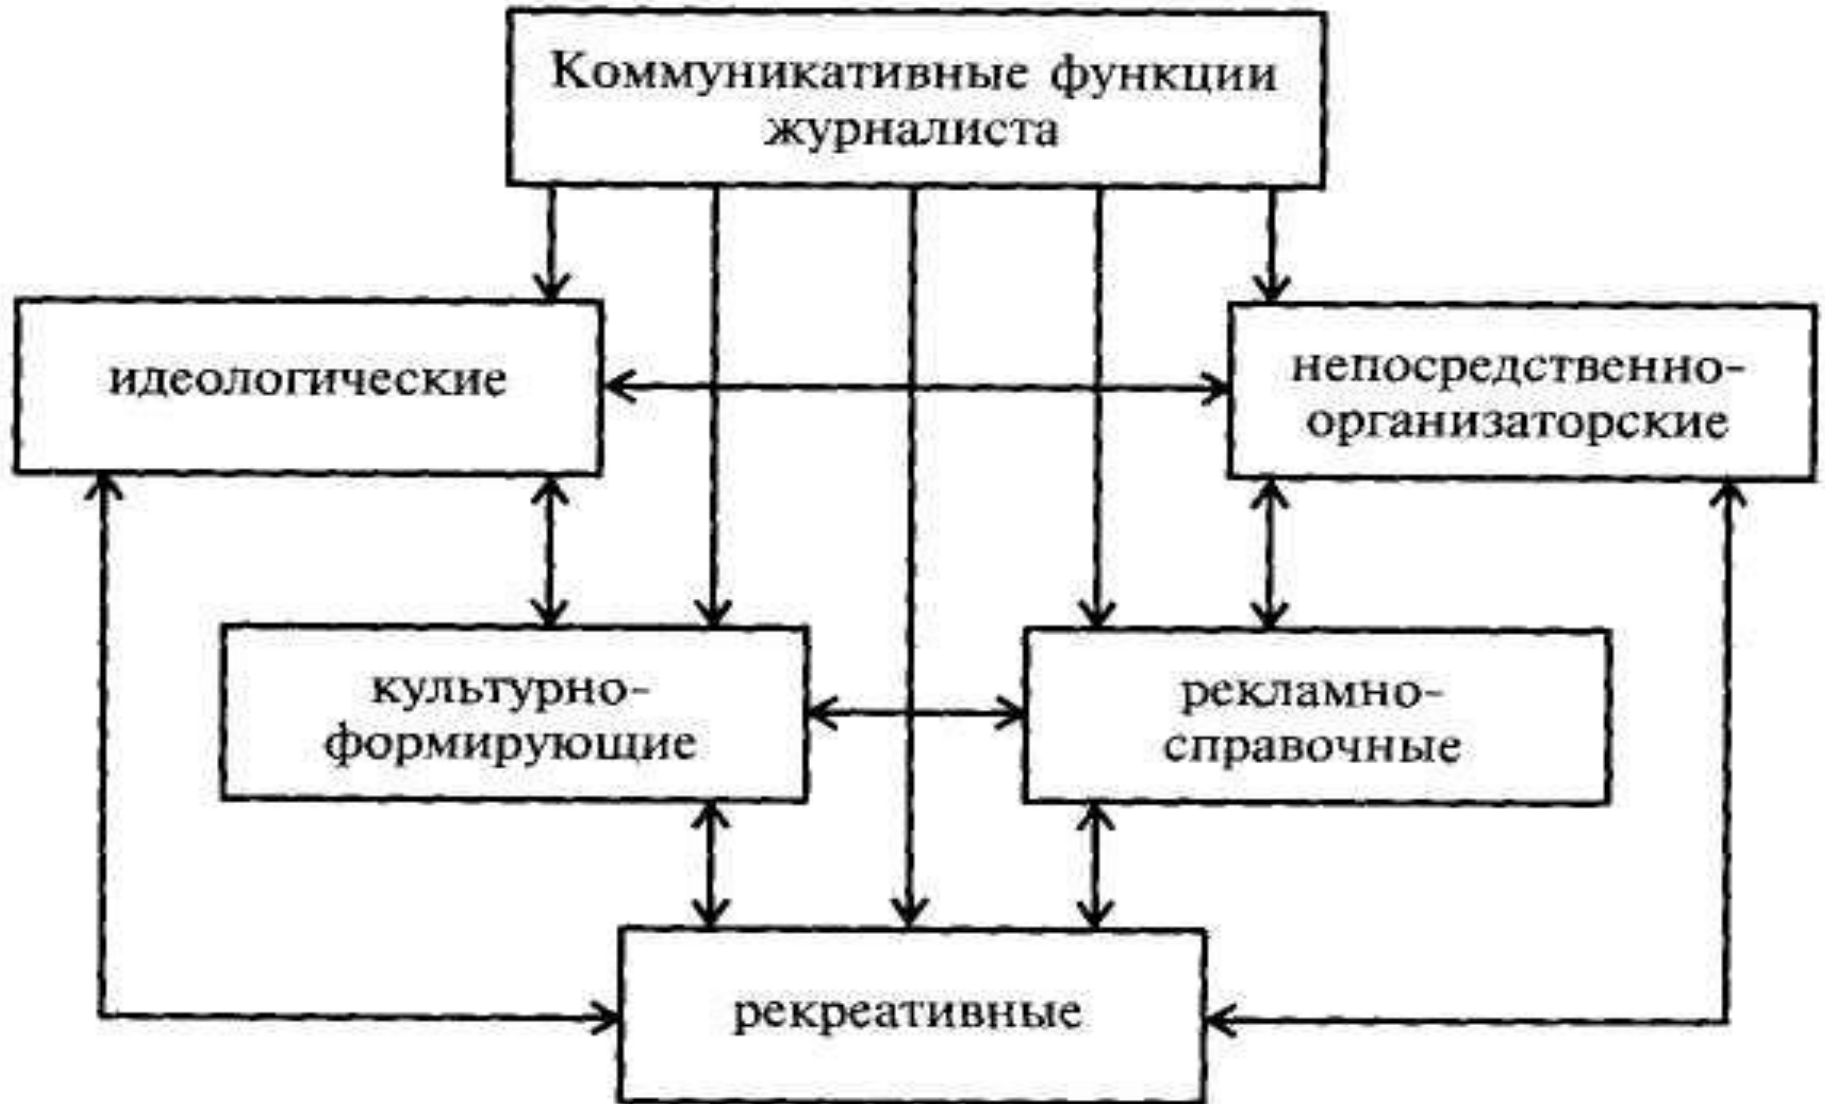 Коммуникативные функции
журналиста
идеологические
непосредственно-
организаторские
культурно-
формирующие
рекламно-
справочные
рекреативные